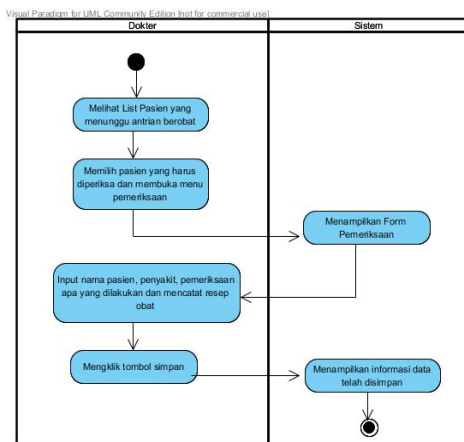 Visual Paradigm for UML Community Edition [not for commercial use]
Dokter
Sistem
Melihat List Pasien yang
menunggu antrian berobat
Memilih pasien yang harus
diperiksa dan membuka menu
pemeriksaan
Menampilkan Form
Pemeriksaan
Input nama pasien, penyakit, pemeriksaan
apa yang dilakukan dan mencatat resep
obat
Mengklik tombol simpan
Menampilkan informasi data
telah disimpan